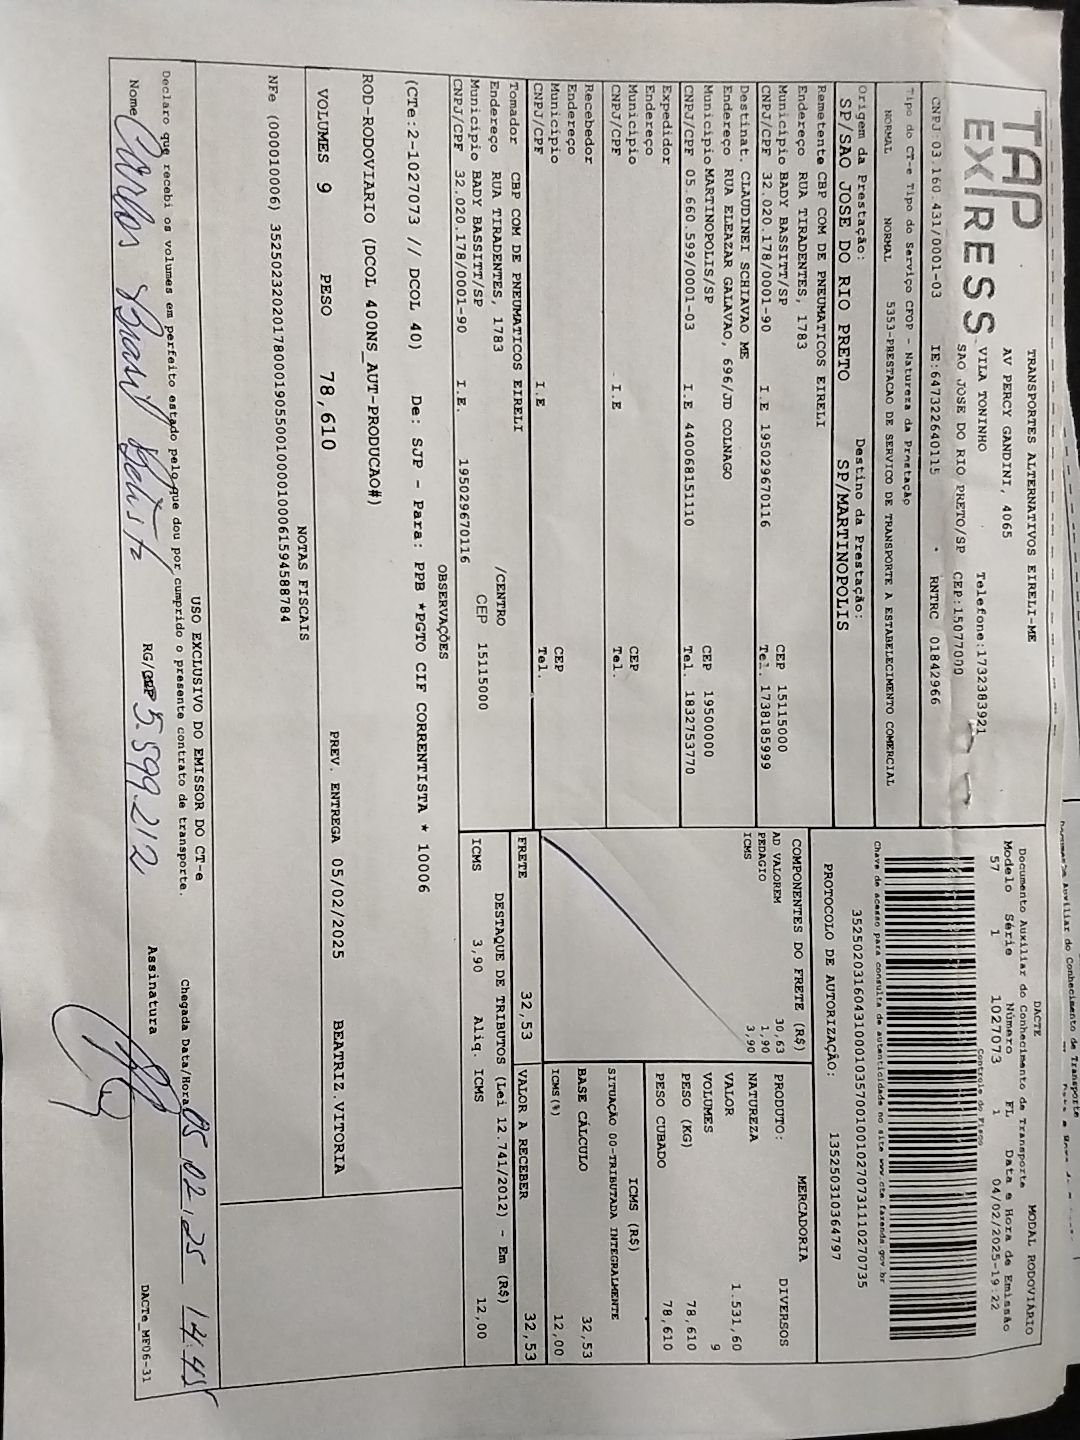 TAP
EXPRESS
TRANSPORTES ALTERNATIVOS EIRELI-ME
AV PERCY GANDINI, 4065
VILA TONINHO Telefone:1732383921
SAO JOSE DO RIO PRETO/SP CEP:15077000
CNPJ 03.160.431/0001-03 IE:647322640115 RNTRC 01842966
Tipo do CT-e Tipo do Serviço CFOP - Natureza da Prestação
NORMAL NORMAL 5353-PRESTACAO DE SERVICO DE TRANSPORTE A ESTABELECIMENTO COMERCIAL
Origem da Prestação: Destino da Prestação:
SP/SAO JOSE DO RIO PRETO SP/MARTINOPOLIS
DACTE MODAL RODOVIÁRIO
Documento Auxiliar do Conhecimento de Transporte
Modelo Série Número FL Data e Hora de Emissão
57 1 1027073 1 04/02/2025-19:22
Controle do Fisco
Chave de acesso para consulta de autenticidade no site www.cte.fazenda.gov.br
PROTOCOLO DE AUTORIZAÇÃO: 135250310364797
Remetente CBP COM DE PNEUMATICOS EIRELI
Endereço RUA TIRADENTES, 1783
Município BADY BASSITT/SP CEP 15115000
CNPJ/CPF 32.020.178/0001-90 I.E 195029670116 Tel. 1738185999
Destinat. CLAUDINEI SCHIAVAO ME
Endereço RUA ELEAZAR GALAVAO, 696/JD COLNAGO
Município MARTINOPOLIS/SP CEP 19500000
CNPJ/CPF 05.660.599/0001-03 I.E 440068151110 Tel. 1832753770
Expedidor
Endereço
Município CEP
CNPJ/CPF I.E Tel.
Recebedor
Endereço
Município CEP
CNPJ/CPF I.E Tel.
Tomador CBP COM DE PNEUMATICOS EIRELI
Endereço RUA TIRADENTES, 1783 /CENTRO
Município BADY BASSITT/SP CEP 15115000
CNPJ/CPF 32.020.178/0001-90 I.E. 195029670116
COMPONENTES DO FRETE (R$)
AD VALOREM 30,63
PEDAGIO 1,90
ICMS 3,90
MERCADORIA
PRODUTO: DIVERSOS
NATUREZA
VALOR 1.531,60
VOLUMES 9
PESO (KG) 78,610
PESO CUBADO 78,610
ICMS (R$)
SITUAÇÃO 00-TRIBUTADA INTEGRALMENTE
BASE CÁLCULO 32,53
ICMS(%) 12,00
FRETE 32,53 VALOR A RECEBER 32,53
DESTAQUE DE TRIBUTOS (Lei 12.741/2012) - Em (R$)
ICMS 3,90 Aliq. ICMS 12,00
OBSERVAÇÕES
(CTe:2-1027073 // DCOL 40) De: SJP - Para: PPB *PGTO CIF CORRENTISTA * 10006
ROD-RODOVIARIO (DCOL 400NS_AUT-PRODUCAO#)
VOLUMES 9 PESO 78,610 PREV. ENTREGA 05/02/2025 BEATRIZ.VITORIA
NOTAS FISCAIS
NFe (000010006) 35250232020178000190550010000100061594588784
USO EXCLUSIVO DO EMISSOR DO CT-e
Declaro que recebi os volumes em perfeito estado pelo que dou por cumprido o presente contrato de transporte. Chegada Data/Hora 05 02 25 14:45
Nome Carlos Brasil Batista RG/CPF 5.599.212 Assinatura
DACTe_MF06-31